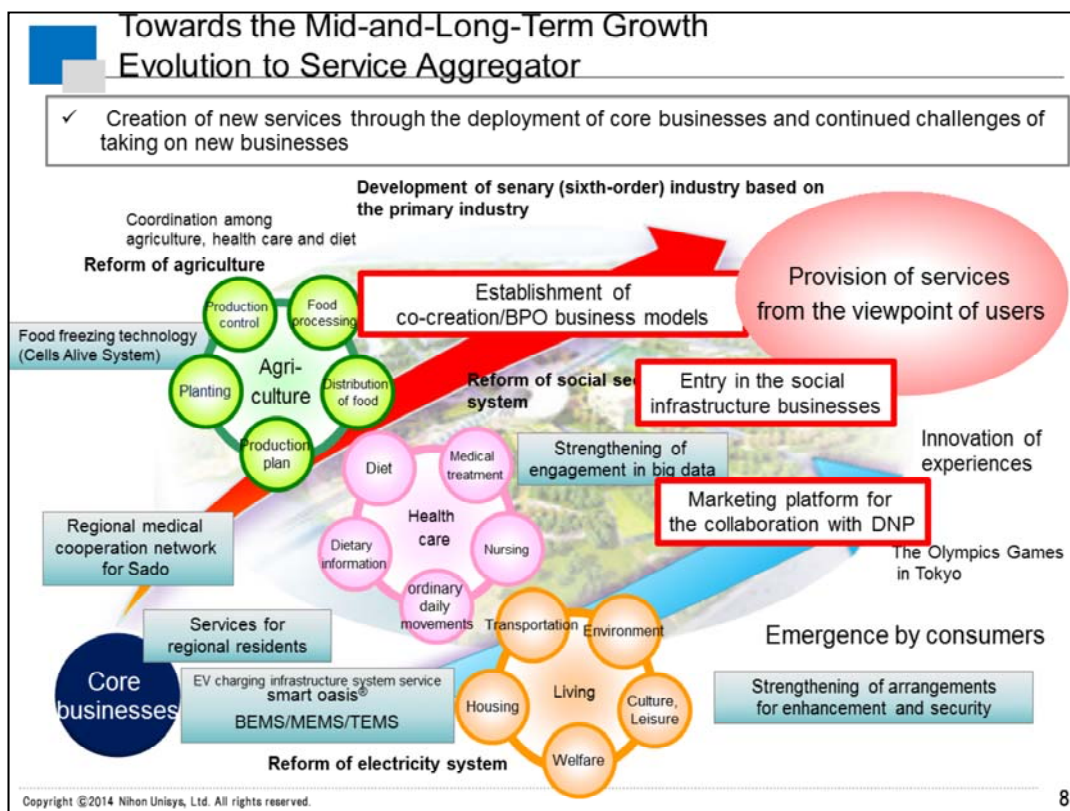 Towards the Mid-and-Long-Term Growth
Evolution to Service Aggregator
✓ Creation of new services through the deployment of core businesses and continued challenges of
taking on new businesses
Development of senary (sixth-order) industry based on
the primary industry
Coordination among
agriculture, health care and diet
Reform of agriculture
Provision of services
from the viewpoint of users
Establishment of
co-creation/BPO business models
Production
control
Food
processing
Food freezing technology
(Cells Alive System)
Agri-
culture
Planting
Distribution
of food
Production
plan
Reform of social sec
system
Entry in the social
infrastructure businesses
Innovation of
experiences
Diet
Medical
treatment
Strengthening of
engagement in big data
Marketing platform for
the collaboration with DNP
Health
care
Dietary
information
Nursing
ordinary
daily
movements
Regional medical
cooperation network
for Sado
The Olympics Games
in Tokyo
Services for
regional residents
Transportation
Environment
Emergence by consumers
Core
businesses
EV charging infrastructure system service
smart oasis®
BEMS/MEMS/TEMS
Living
Housing
Culture,
Leisure
Welfare
Strengthening of arrangements
for enhancement and security
Reform of electricity system
Copyright ©2014 Nihon Unisys, Ltd. All rights reserved.
8